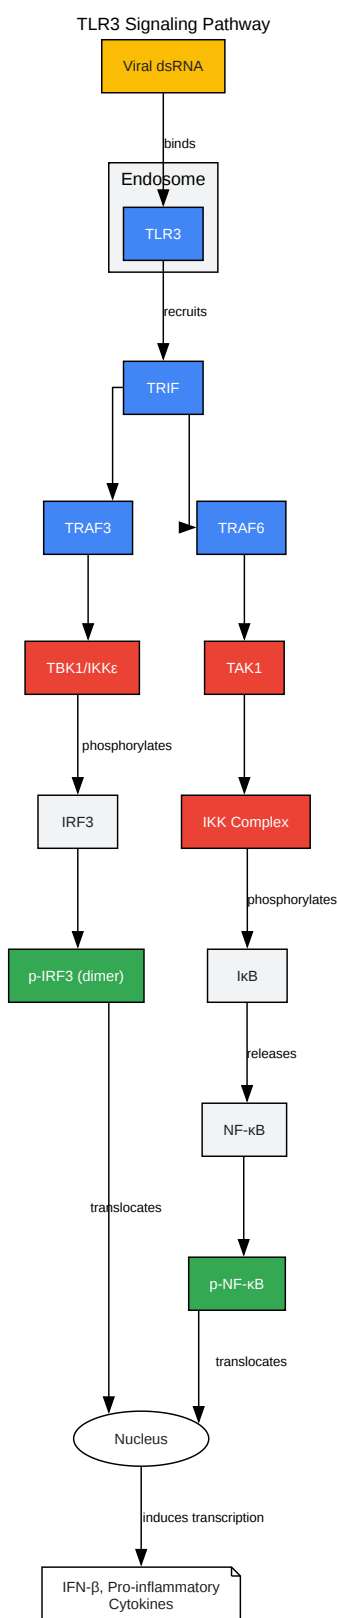 TLR3 Signaling Pathway
Viral dsRNA
binds
Endosome
TLR3
recruits
TRIF
TRAF3
TRAF6
TBK1/IKKε
TAK1
phosphorylates
IRF3
IKK Complex
phosphorylates
p-IRF3 (dimer)
IκB
releases
NF-κB
translocates
p-NF-κB
translocates
Nucleus
induces transcription
IFN-β, Pro-inflammatory
Cytokines